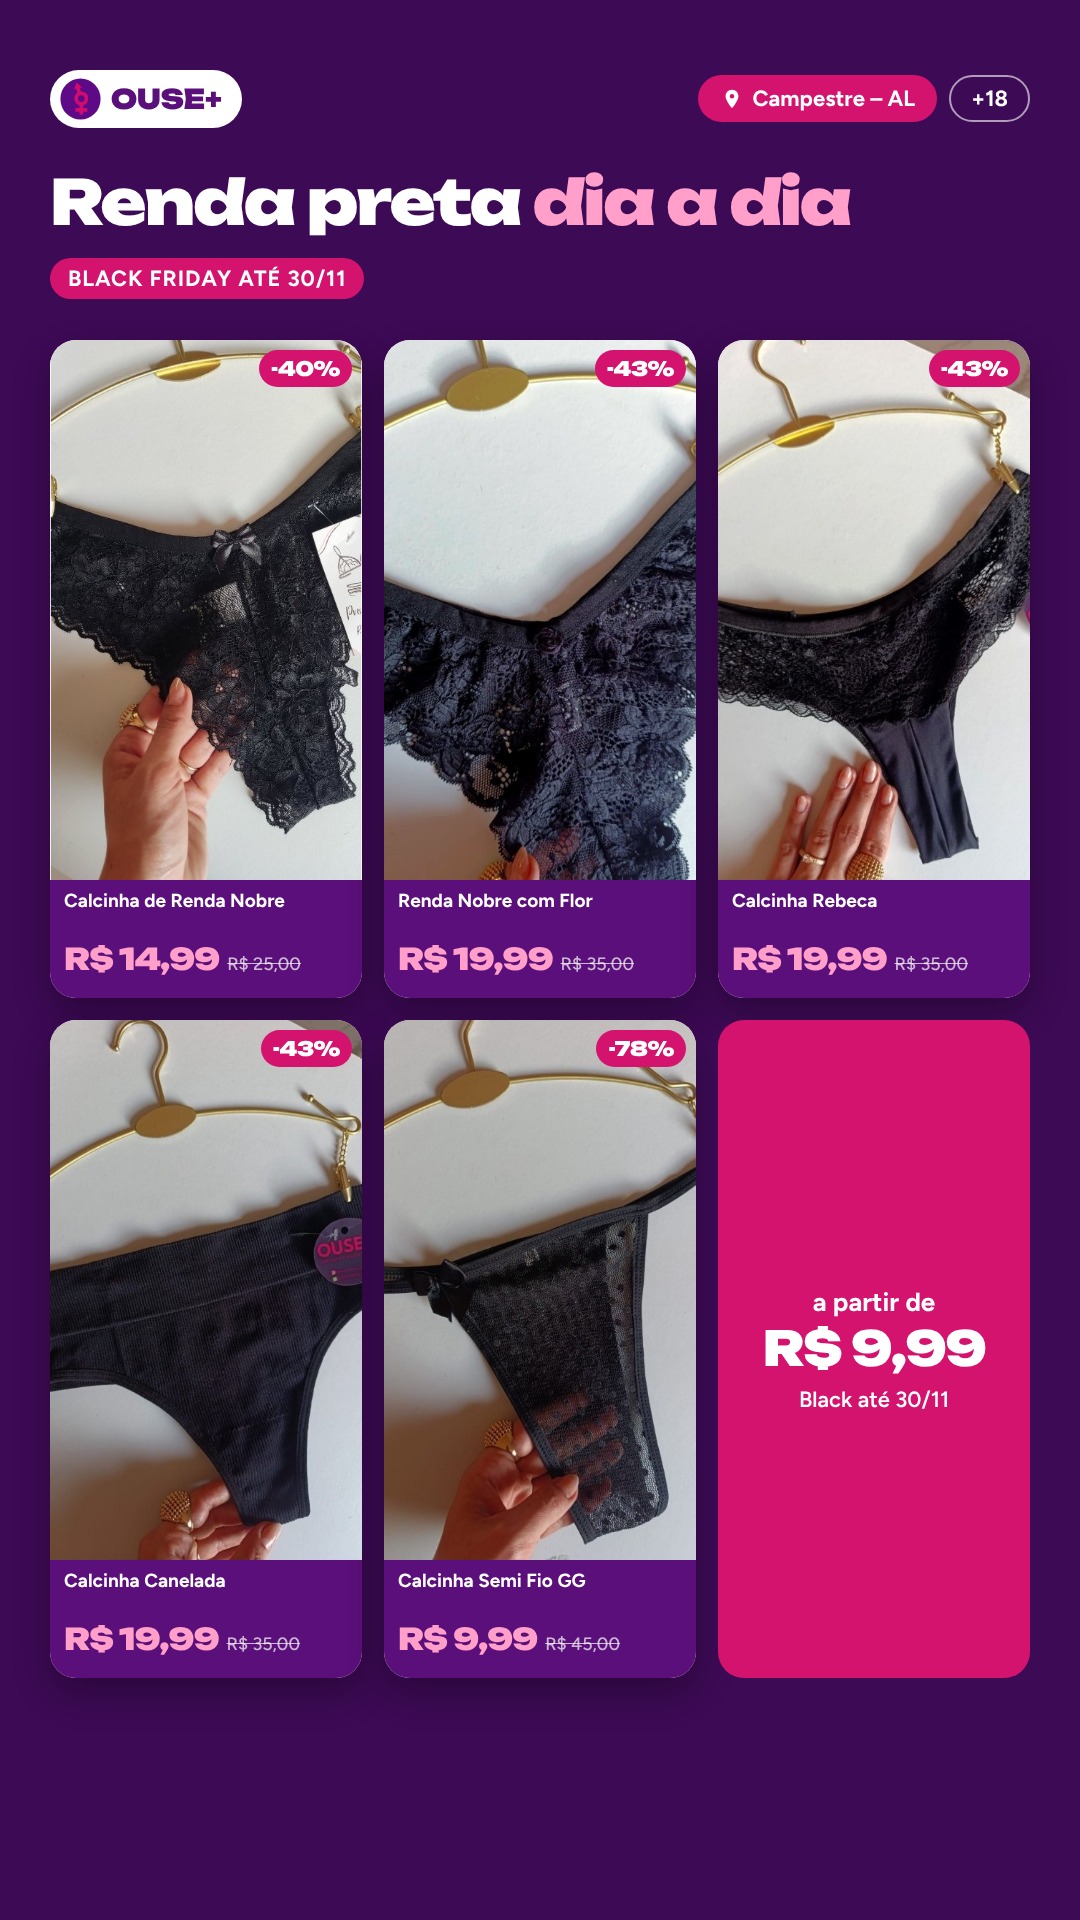 OUSE+
Campestre – AL
+18
Renda preta dia a dia
BLACK FRIDAY ATÉ 30/11
-40%
-43%
-43%
Calcinha de Renda Nobre
R$ 14,99 R$ 25,00
Renda Nobre com Flor
R$ 19,99 R$ 35,00
Calcinha Rebeca
R$ 19,99 R$ 35,00
-43%
-78%
OUSE
Calcinha Canelada
R$ 19,99 R$ 35,00
Calcinha Semi Fio GG
R$ 9,99 R$ 45,00
a partir de
R$ 9,99
Black até 30/11